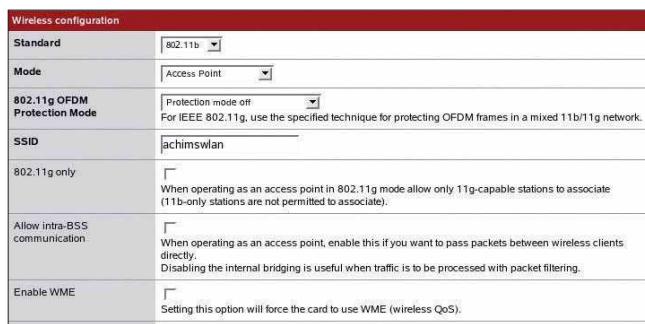 Wireless configuration
Standard
802.11b
Mode
Access Point
802.11g OFDM
Protection Mode
Protection mode off
For IEEE 802.11g, use the specified technique for protecting OFDM frames in a mixed 11b/11g network.
SSID
achimswlan
802.11g only
When operating as an access point in 802.11g mode allow only 11g-capable stations to associate
(11b-only stations are not permitted to associate).
Allow intra-BSS
communication
When operating as an access point, enable this if you want to pass packets between wireless clients
directly.
Disabling the internal bridging is useful when traffic is to be processed with packet filtering.
Enable WME
Setting this option will force the card to use WME (wireless QoS).